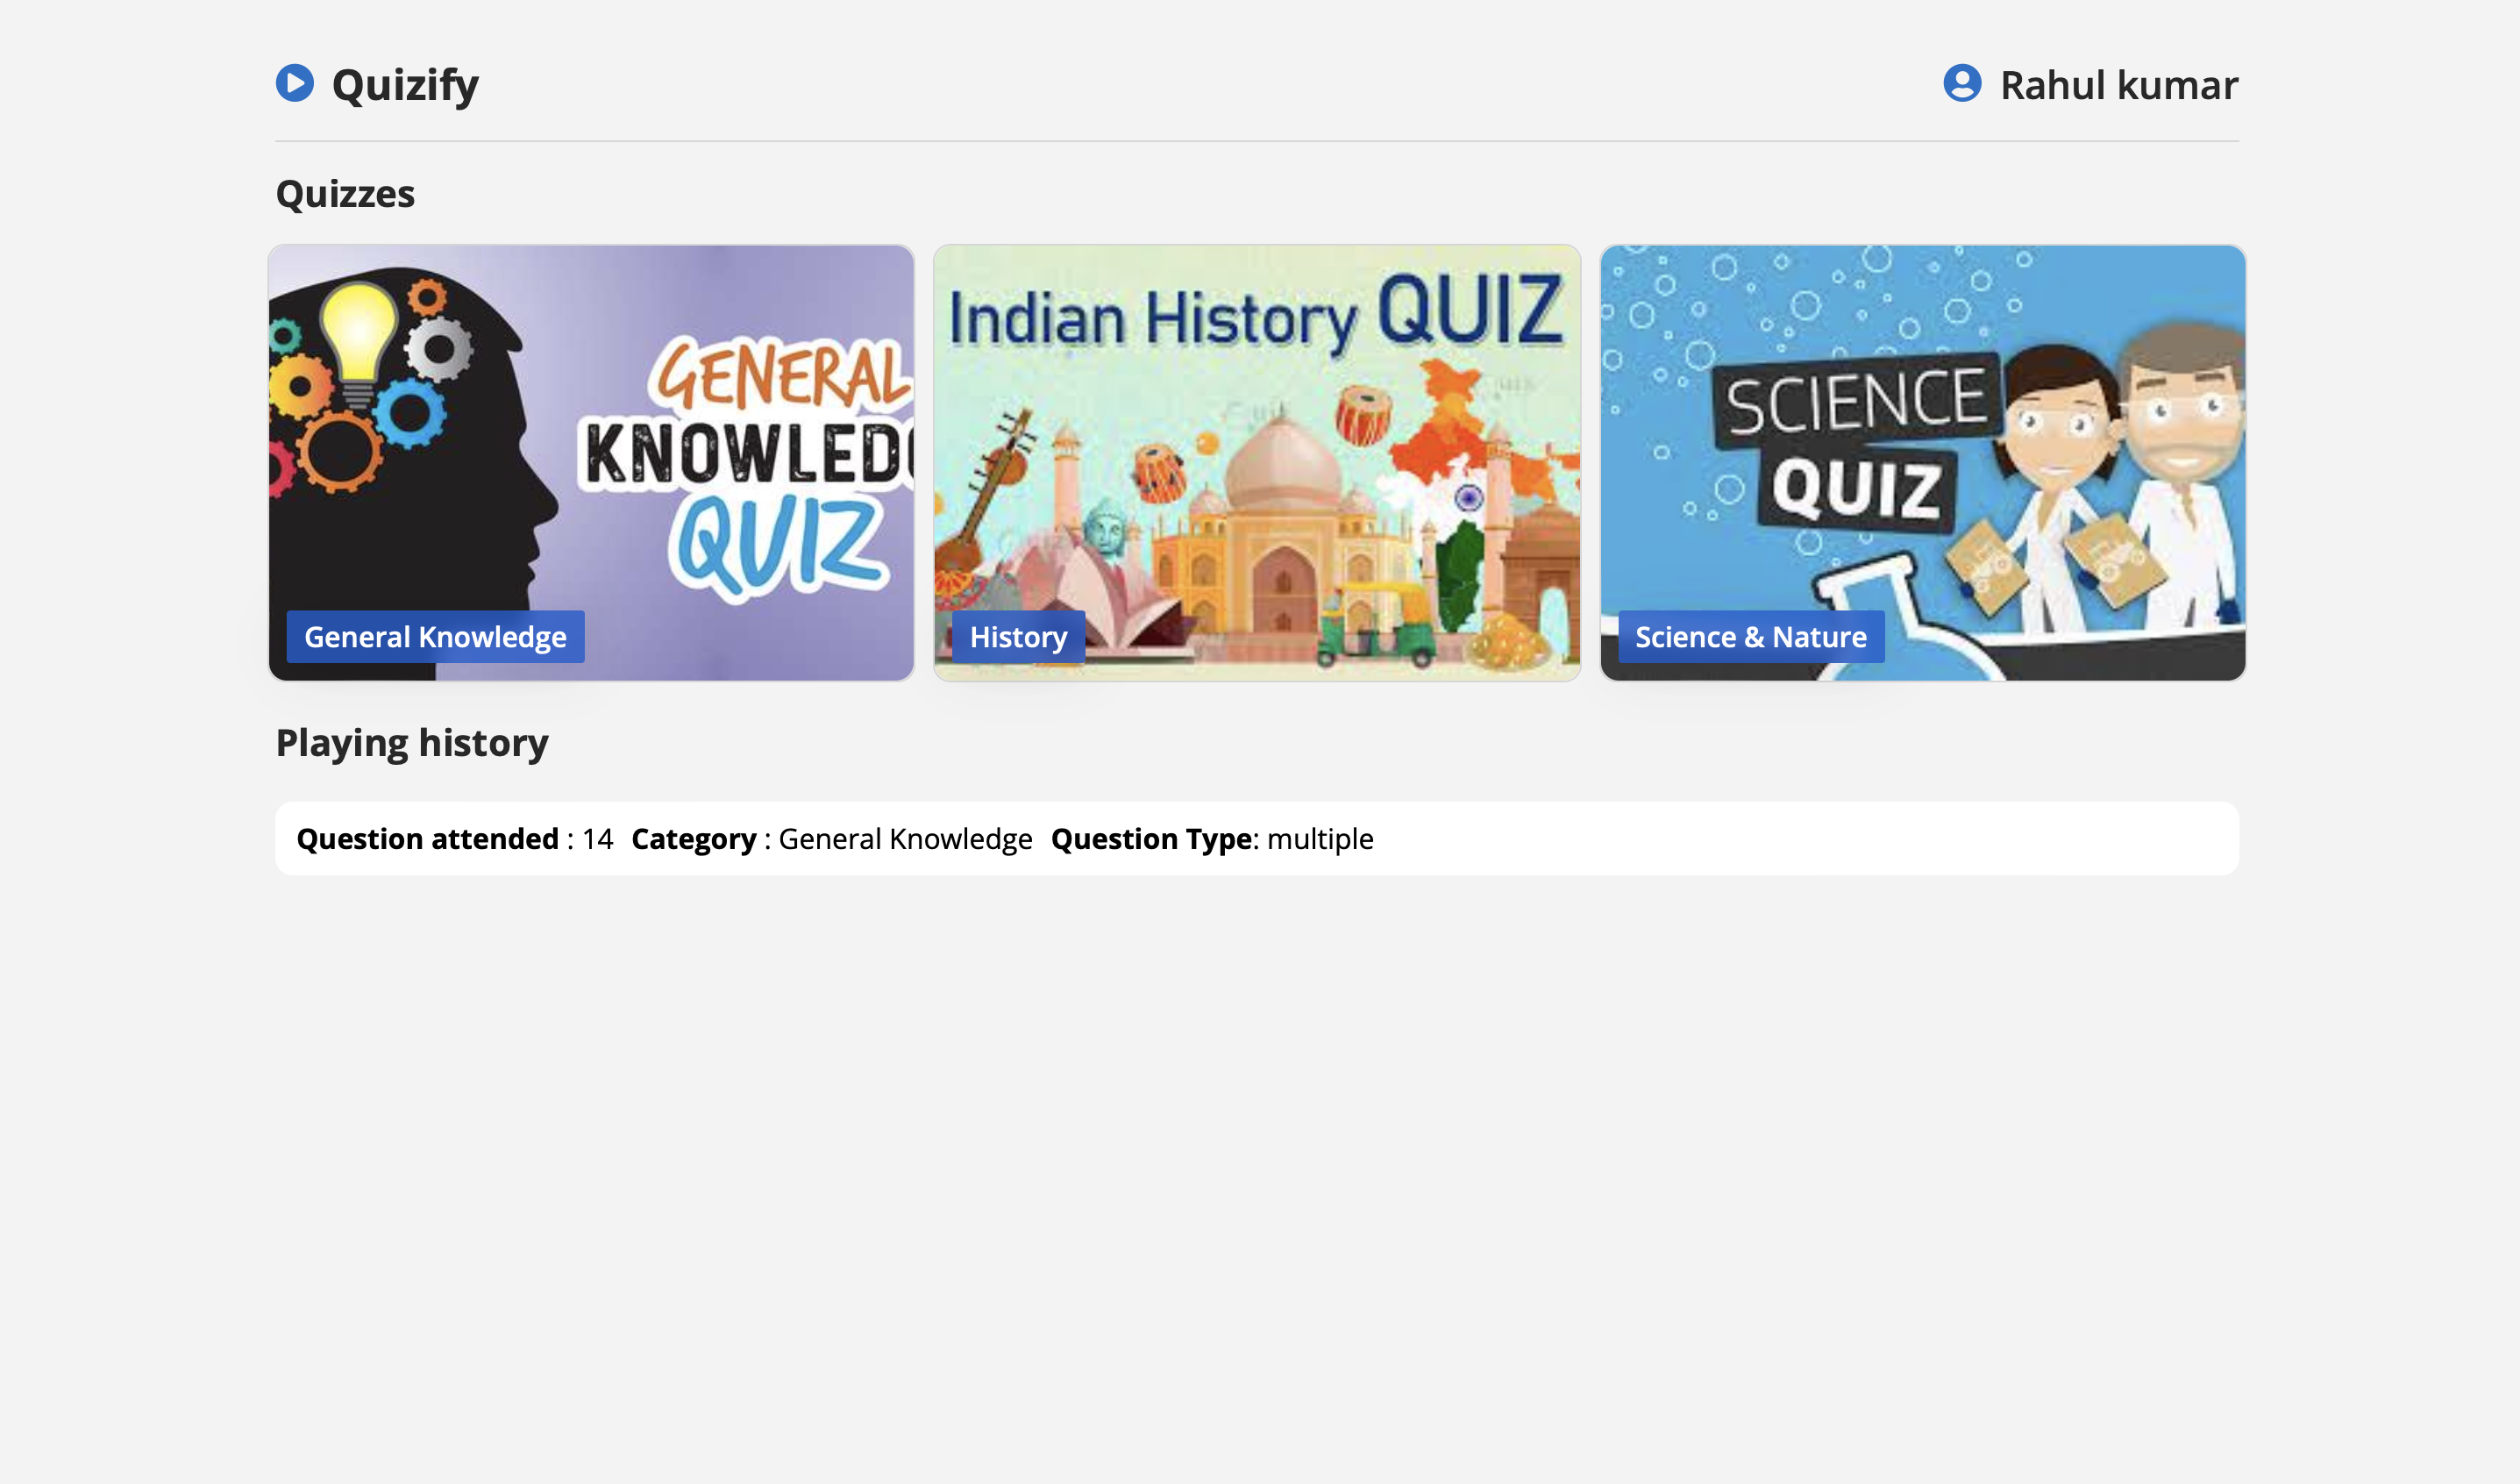 Quizify
Rahul kumar
Quizzes
GENERAL
KNOWLED
QUIZ
General Knowledge
Indian History QUIZ
History
SCIENCE
QUIZ
Science & Nature
Playing history
Question attended : 14 Category : General Knowledge Question Type: multiple